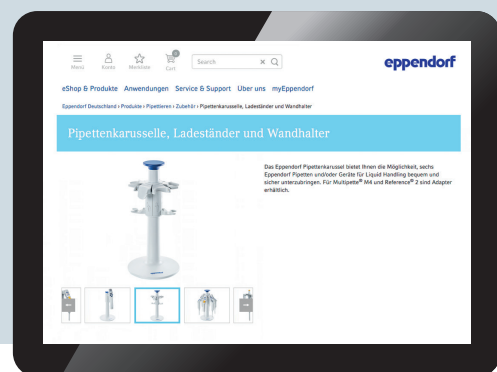 Menü Konto Merkliste Cart Search
eppendorf
eShop & Produkte Anwendungen Service & Support Über uns myEppendorf
Eppendorf Deutschland › Produkte › Pipettieren › Zubehör › Pipettenkarusselle, Ladeständer und Wandhalter
Pipettenkarusselle, Ladeständer und Wandhalter
Das Eppendorf Pipettenkarussel bietet Ihnen die Möglichkeit, sechs
Eppendorf Pipetten und/oder Geräte für Liquid Handling bequem und
sicher unterzubringen. Für Multipette® M4 und Reference® 2 sind Adapter
erhältlich.